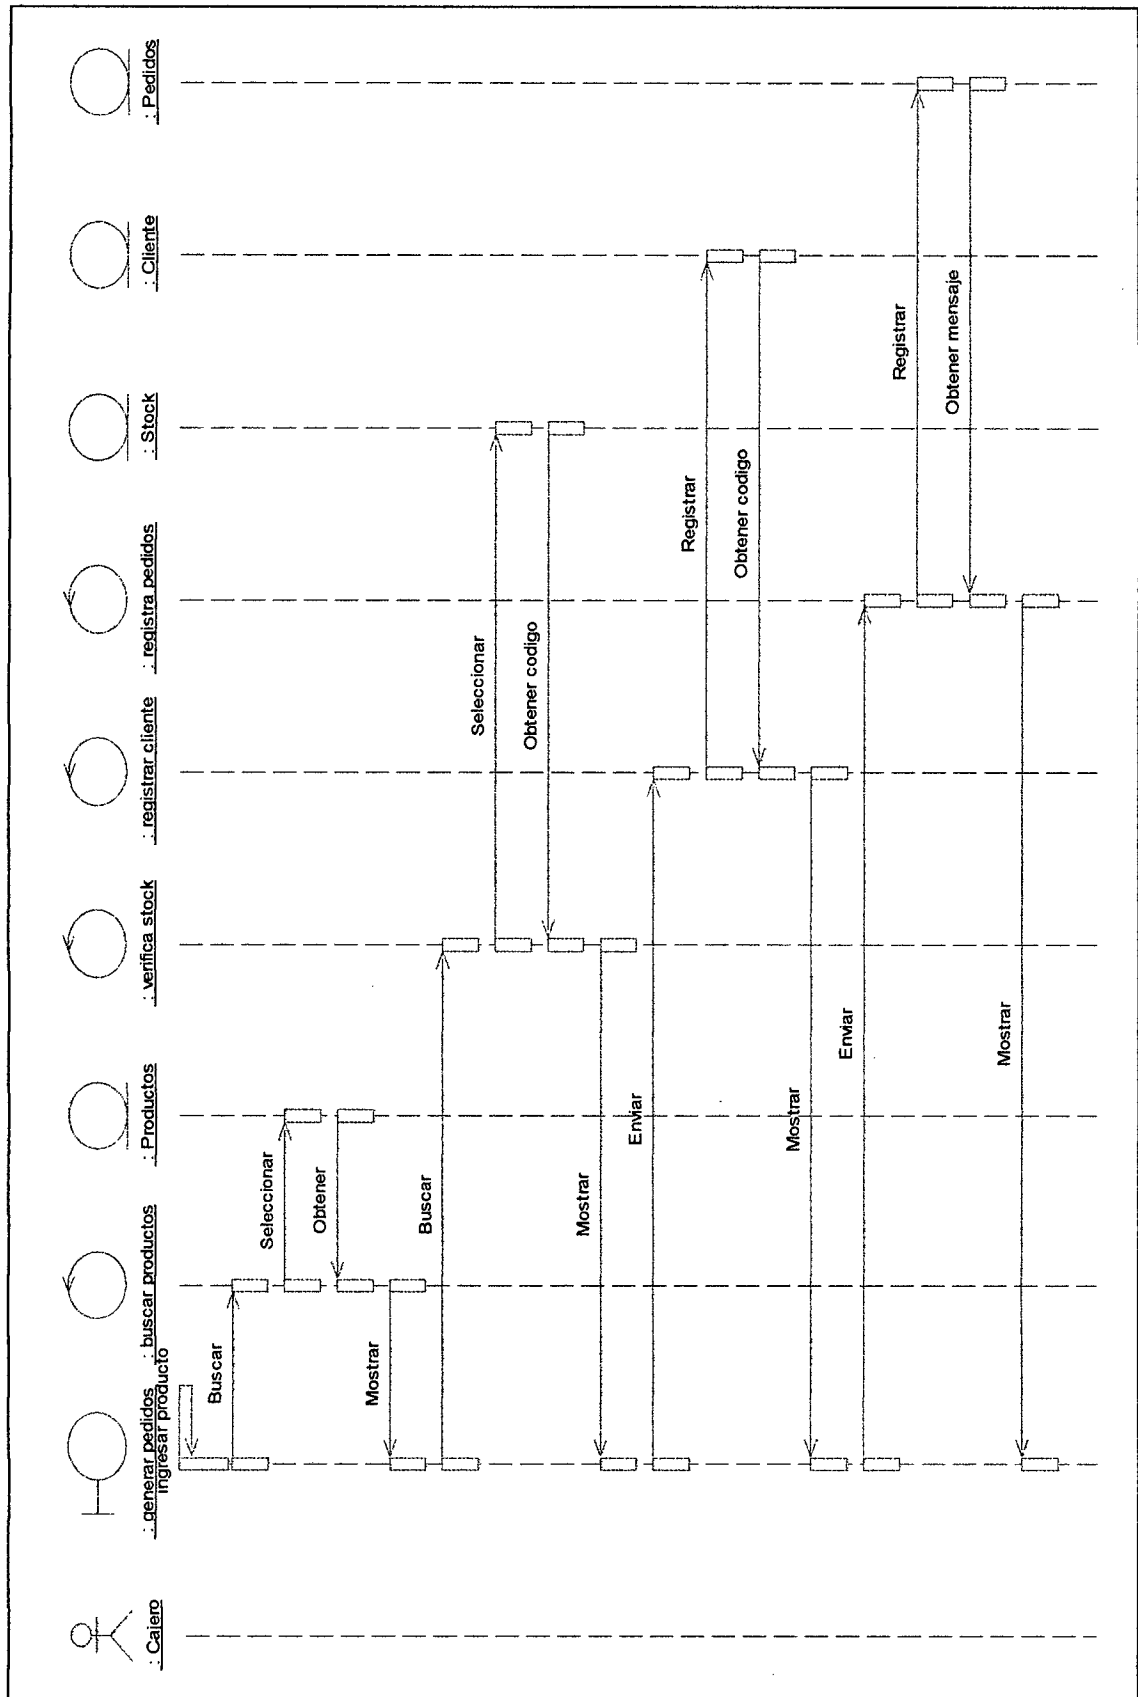 : Cajero
: generar pedidos
: buscar productos
: Productos
: verifica stock
: registrar cliente
: registra pedidos
: Stock
: Cliente
: Pedidos
ingresar producto
Buscar
Seleccionar
Obtener
Mostrar
Buscar
Seleccionar
Obtener codigo
Mostrar
Enviar
Registrar
Obtener codigo
Mostrar
Enviar
Registrar
Obtener mensaje
Mostrar